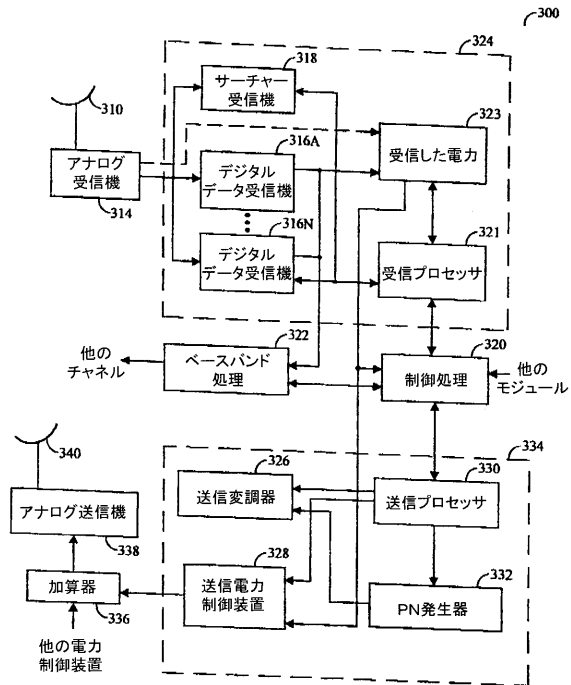 300
324
318
サーチャー
受信機
310
323
受信した電力
316A
デジタル
データ受信機
アナログ
受信機
314
316N
デジタル
データ受信機
321
受信プロセッサ
322
ベースバンド
処理
他の
チャネル
320
制御処理
他の
モジュール
334
340
326
送信変調器
330
送信プロセッサ
アナログ送信機
338
328
送信電力
制御装置
332
PN発生器
加算器
336
他の電力
制御装置